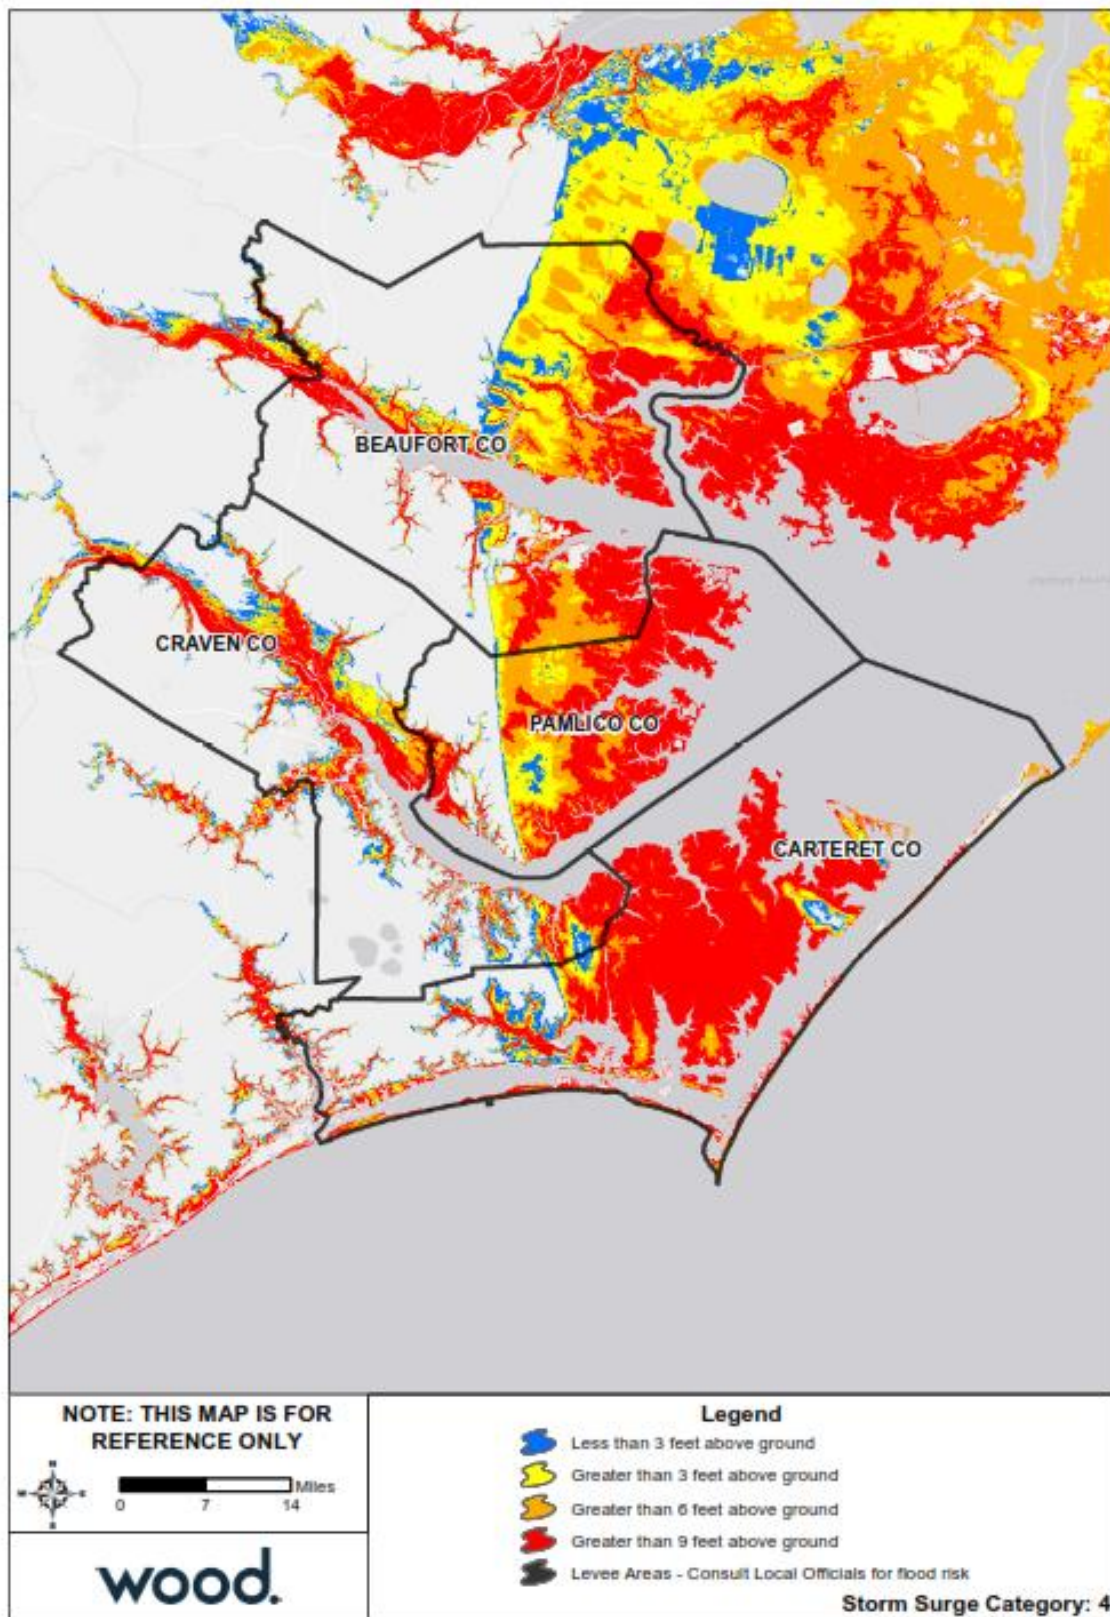 BEAUFORT CO
CRAVEN CO
PAMLICO CO
CARTERET CO
NOTE: THIS MAP IS FOR
REFERENCE ONLY
N
W E
S
Miles
0 7 14
wood.
Legend
Less than 3 feet above ground
Greater than 3 feet above ground
Greater than 6 feet above ground
Greater than 9 feet above ground
Levee Areas - Consult Local Officials for flood risk
Storm Surge Category: 4